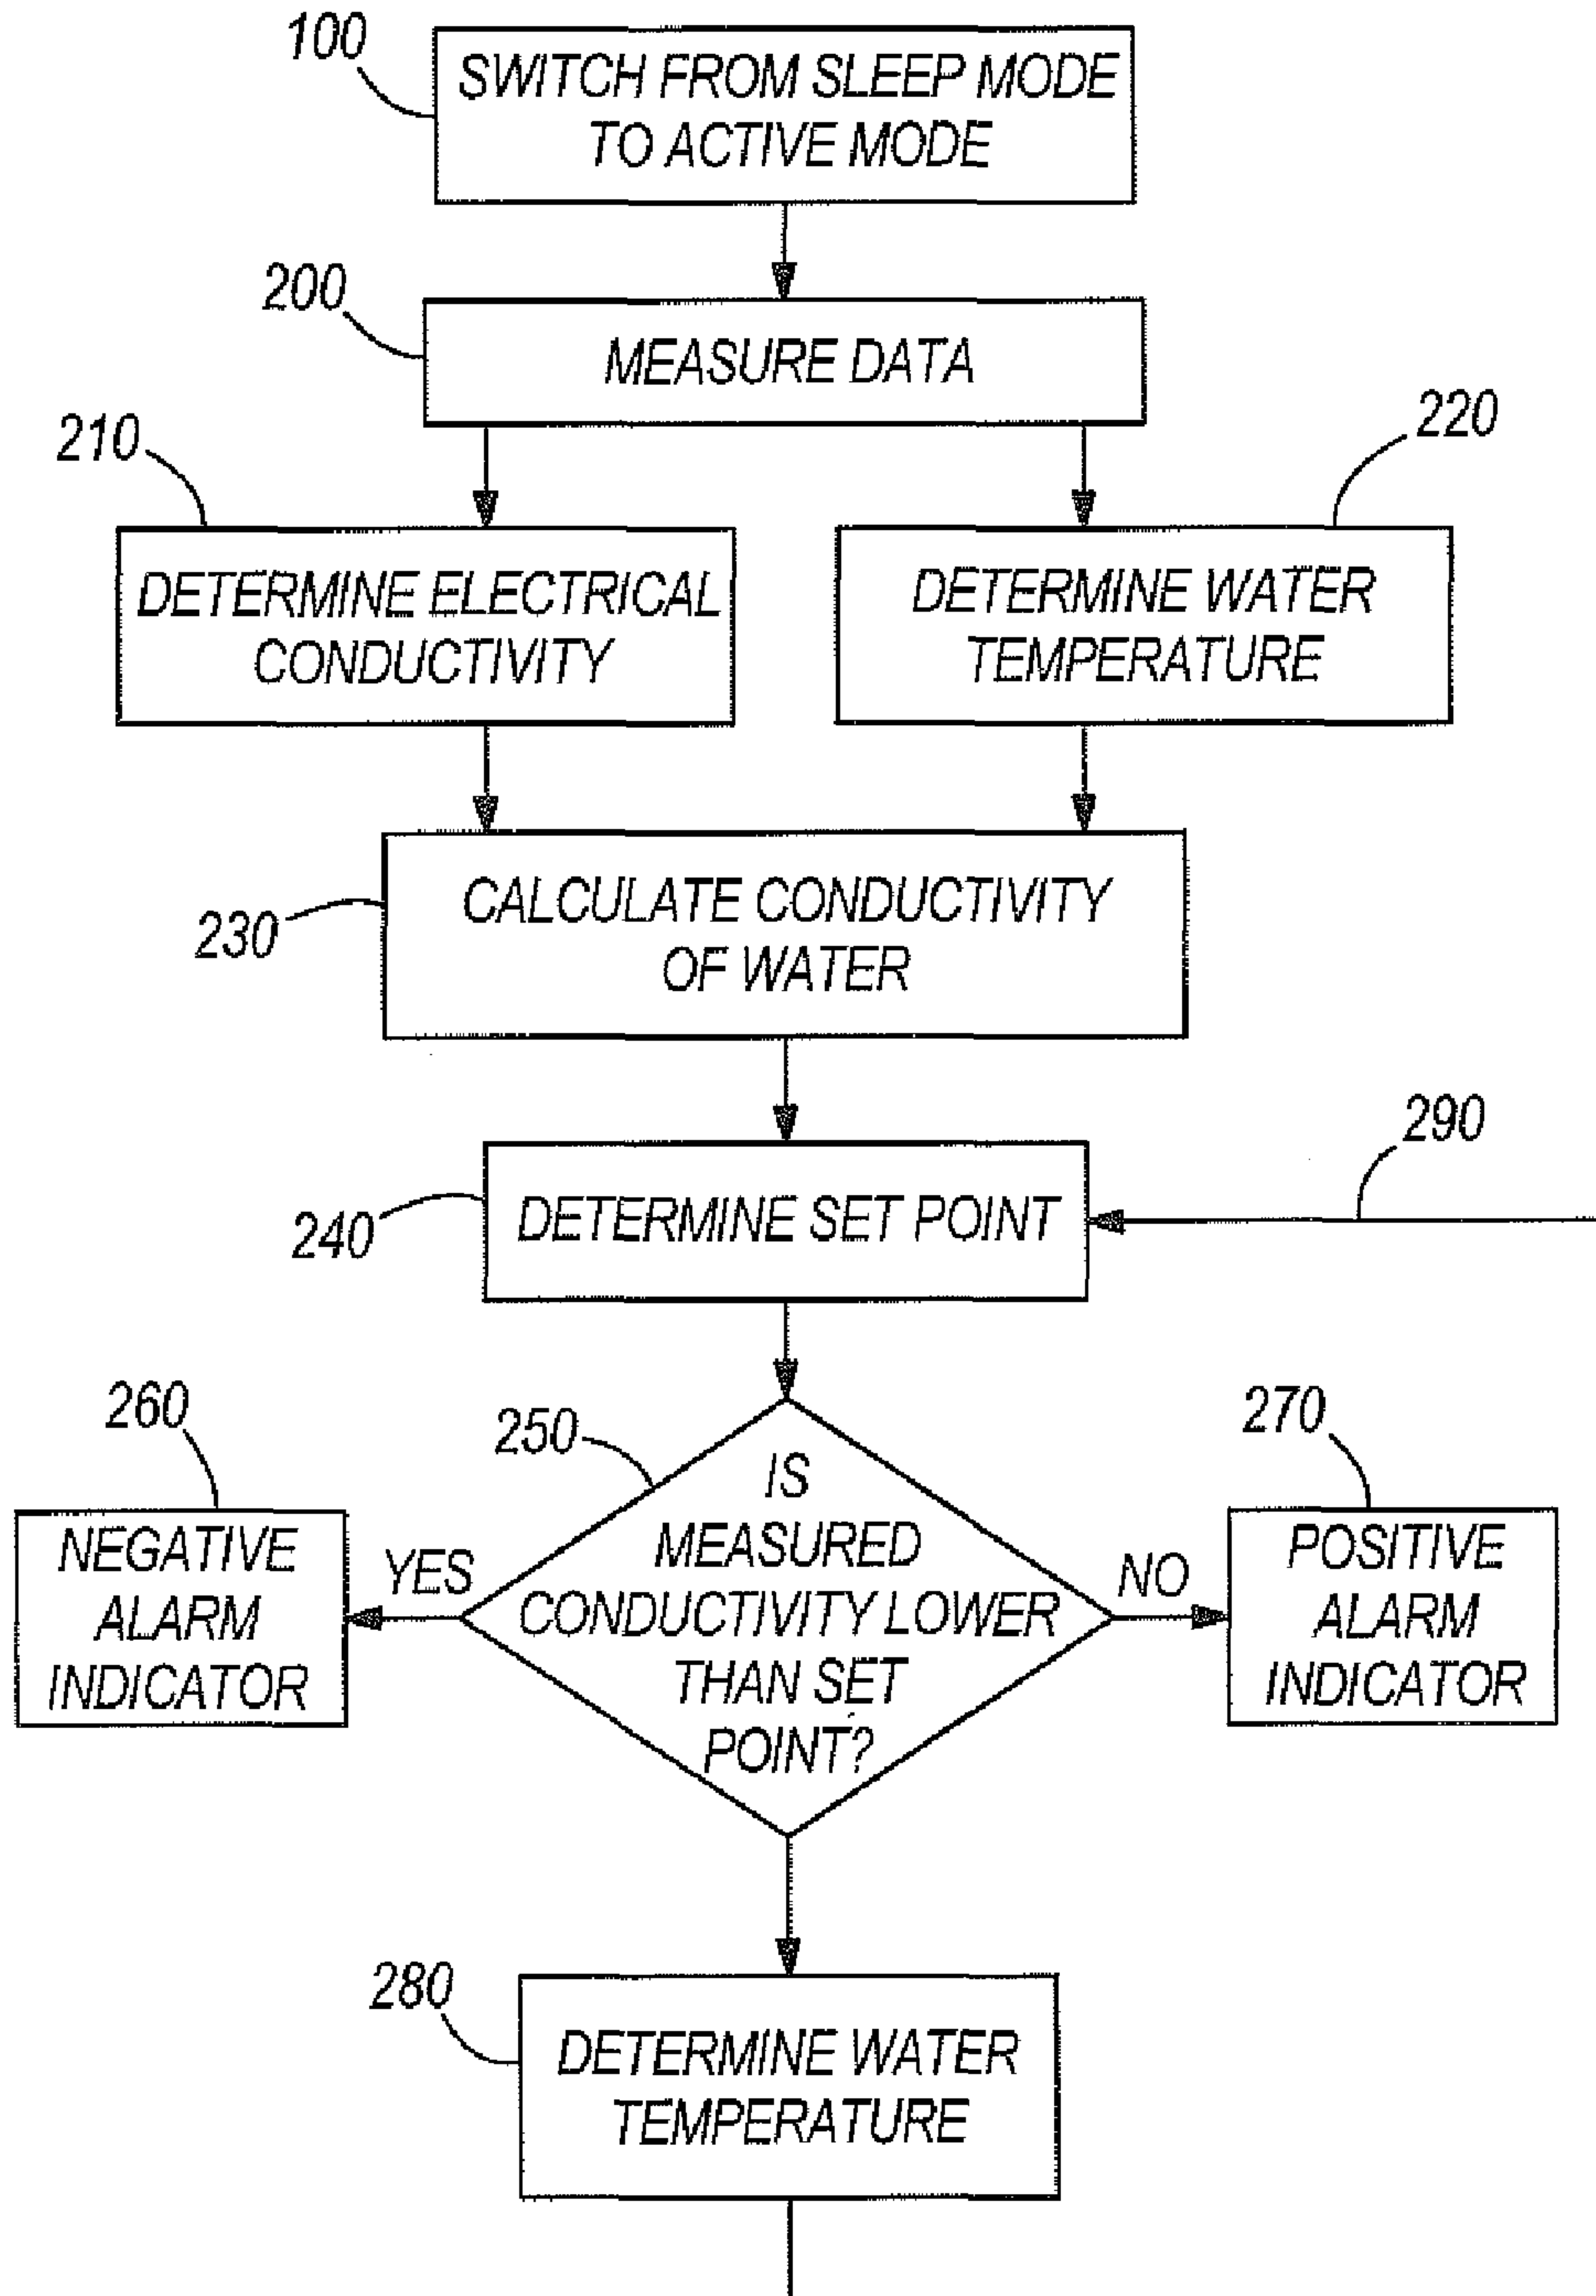 100
SWITCH FROM SLEEP MODE
TO ACTIVE MODE
200
MEASURE DATA
210
220
DETERMINE ELECTRICAL
CONDUCTIVITY
DETERMINE WATER
TEMPERATURE
230
CALCULATE CONDUCTIVITY
OF WATER
290
240
DETERMINE SET POINT
260
250
270
NEGATIVE
ALARM
INDICATOR
YES
IS
MEASURED
CONDUCTIVITY LOWER
THAN SET
POINT?
NO
POSITIVE
ALARM
INDICATOR
280
DETERMINE WATER
TEMPERATURE